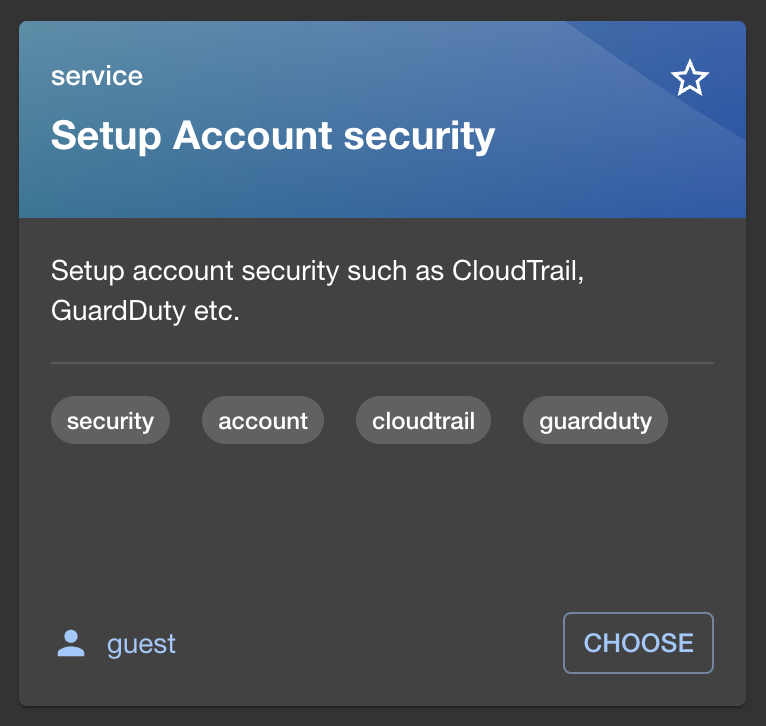 service
Setup Account security
Setup account security such as CloudTrail,
GuardDuty etc.
security account cloudtrail guardduty
guest CHOOSE